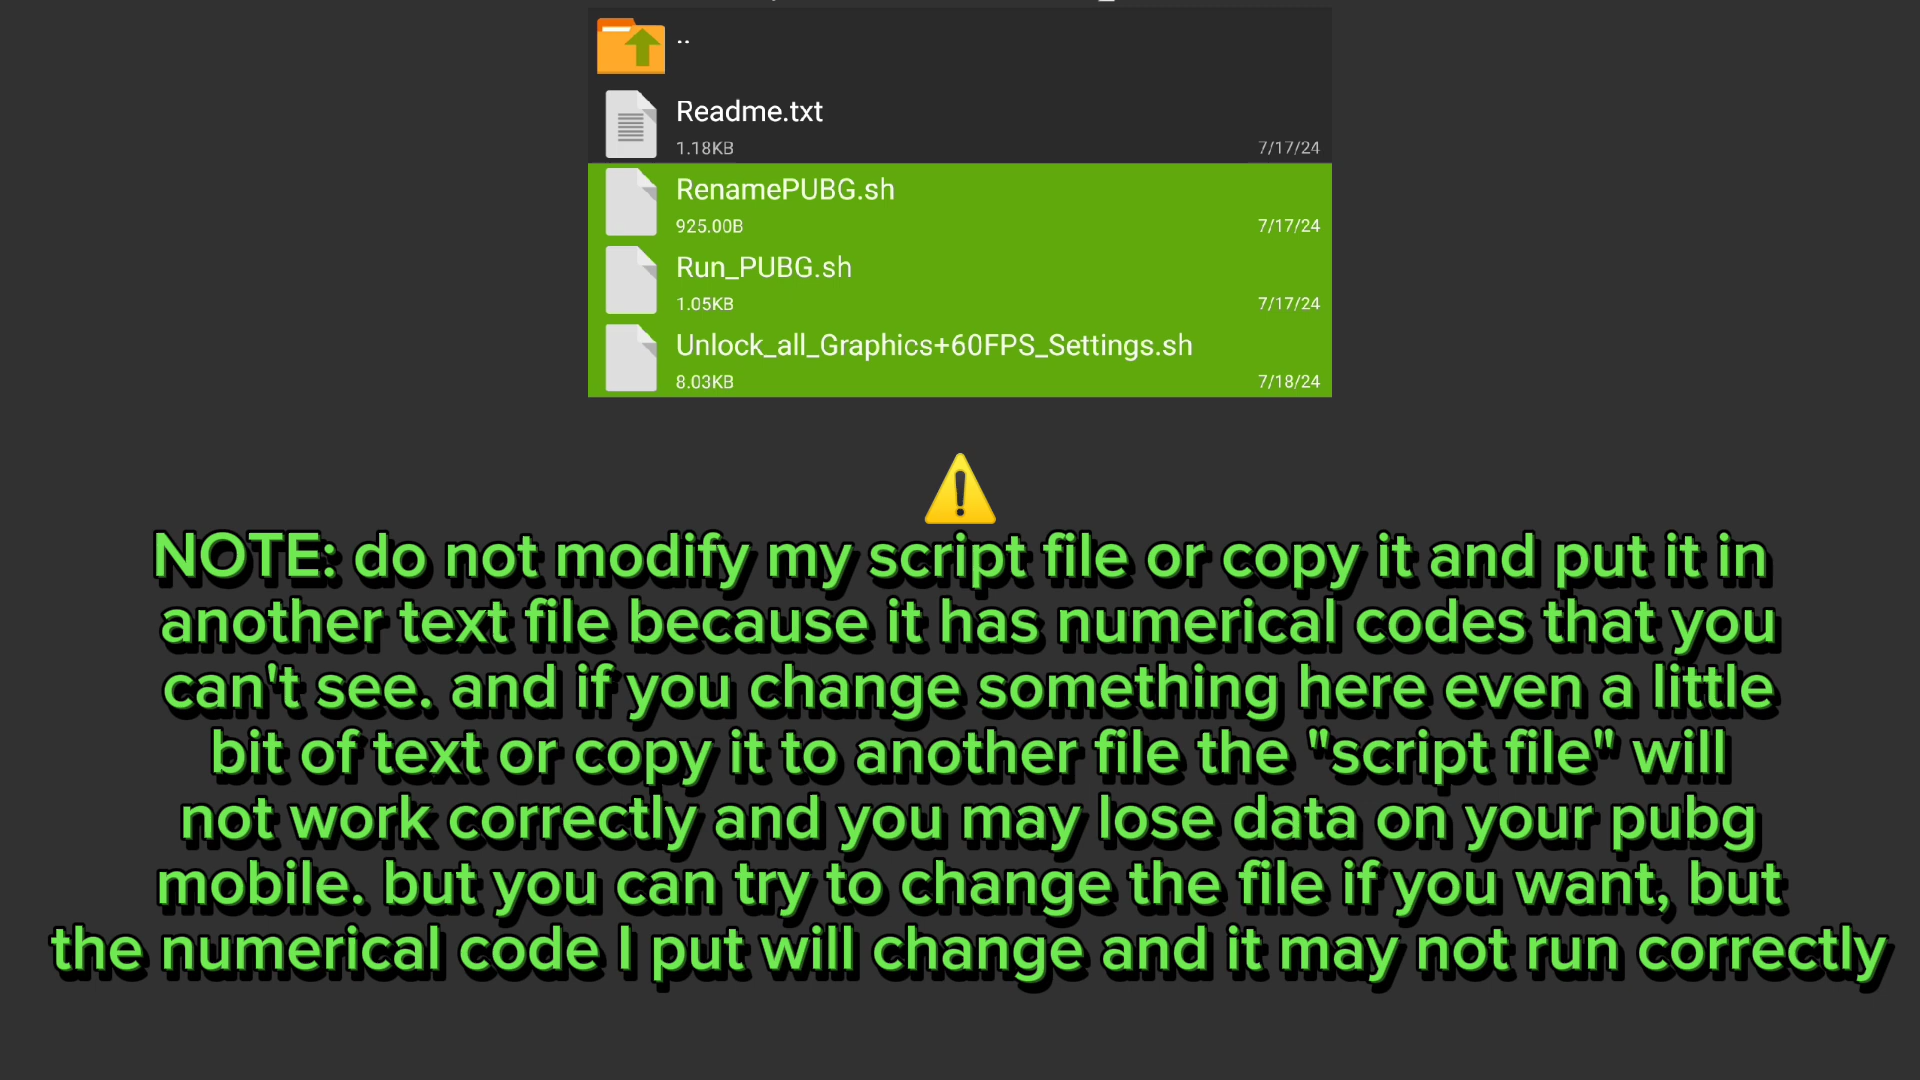 ..
Readme.txt
1.18KB 7/17/24
RenamePUBG.sh
925.00B 7/17/24
Run_PUBG.sh
1.05KB 7/17/24
Unlock_all_Graphics+60FPS_Settings.sh
8.03KB 7/18/24
NOTE: do not modify my script file or copy it and put it in
another text file because it has numerical codes that you
can't see. and if you change something here even a little
bit of text or copy it to another file the "script file" will
not work correctly and you may lose data on your pubg
mobile. but you can try to change the file if you want, but
the numerical code I put will change and it may not run correctly